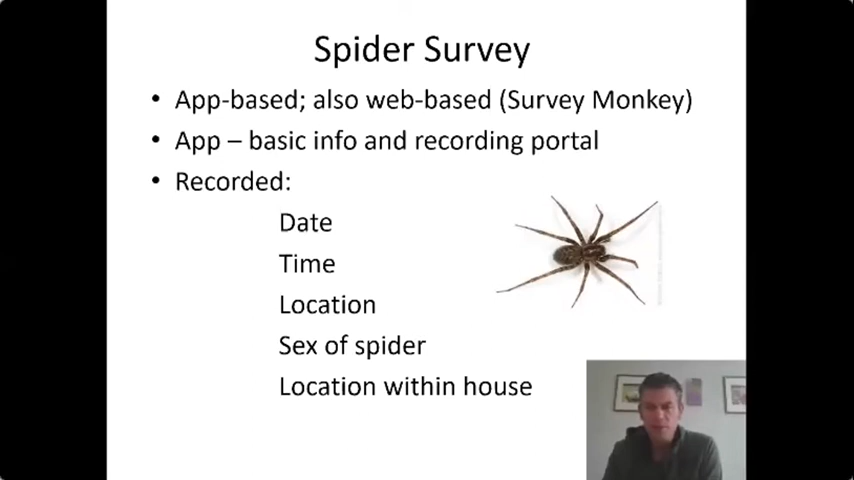 Spider Survey
• App-based; also web-based (Survey Monkey)
• App – basic info and recording portal
• Recorded:
Date
Time
Location
Sex of spider
Location within house